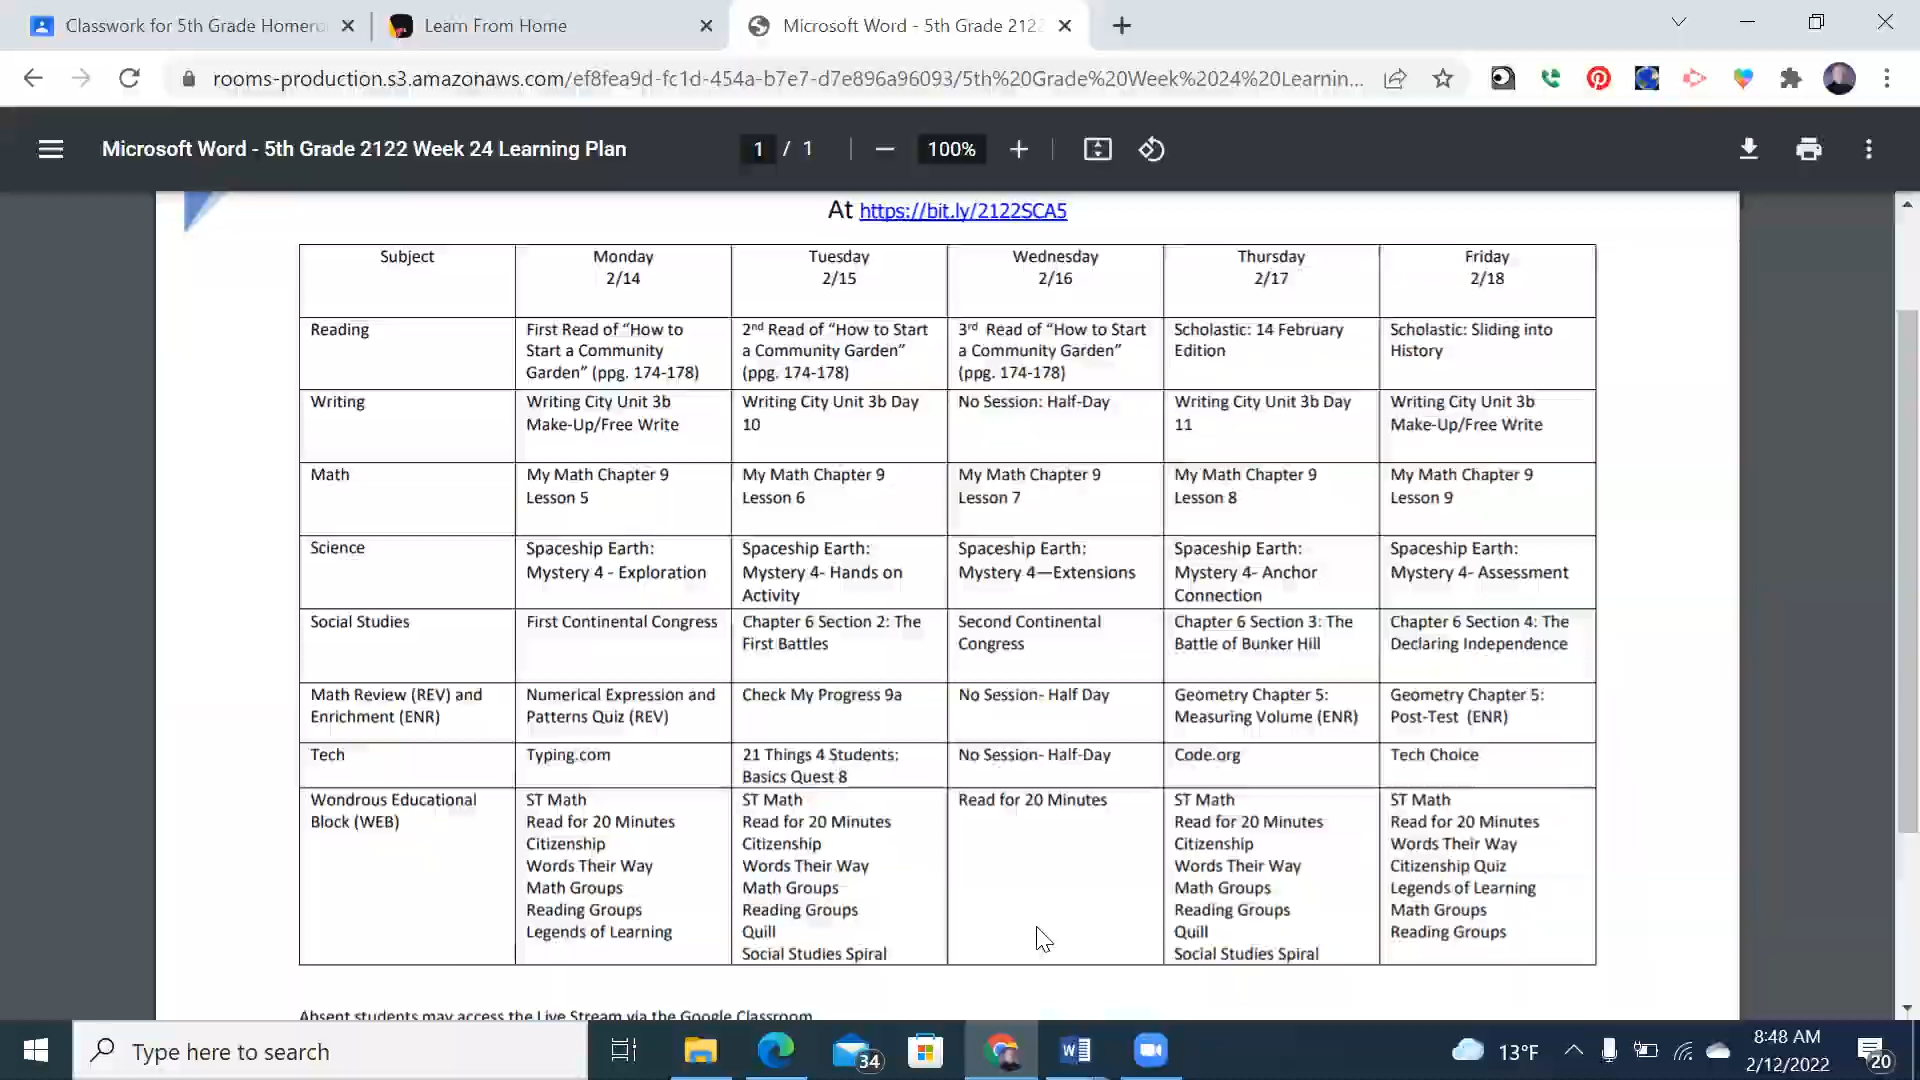 Classwork for 5th Grade Homero
Learn From Home
Microsoft Word - 5th Grade 2122
rooms-production.s3.amazonaws.com/ef8fea9d-fc1d-454a-b7e7-d7e896a96093/5th%20Grade%20Week%2024%20Learnin...
Microsoft Word - 5th Grade 2122 Week 24 Learning Plan
1 / 1
100%
At https://bit.ly/2122SCA5
Subject
Monday
2/14
Tuesday
2/15
Wednesday
2/16
Thursday
2/17
Friday
2/18
Reading
First Read of “How to
Start a Community
Garden” (ppg. 174-178)
2nd Read of “How to Start
a Community Garden”
(ppg. 174-178)
3rd Read of “How to Start
a Community Garden”
(ppg. 174-178)
Scholastic: 14 February
Edition
Scholastic: Sliding into
History
Writing
Writing City Unit 3b
Make-Up/Free Write
Writing City Unit 3b Day
10
No Session: Half-Day
Writing City Unit 3b Day
11
Writing City Unit 3b
Make-Up/Free Write
Math
My Math Chapter 9
Lesson 5
My Math Chapter 9
Lesson 6
My Math Chapter 9
Lesson 7
My Math Chapter 9
Lesson 8
My Math Chapter 9
Lesson 9
Science
Spaceship Earth:
Mystery 4 - Exploration
Spaceship Earth:
Mystery 4- Hands on
Activity
Spaceship Earth:
Mystery 4—Extensions
Spaceship Earth:
Mystery 4- Anchor
Connection
Spaceship Earth:
Mystery 4- Assessment
Social Studies
First Continental Congress
Chapter 6 Section 2: The
First Battles
Second Continental
Congress
Chapter 6 Section 3: The
Battle of Bunker Hill
Chapter 6 Section 4: The
Declaring Independence
Math Review (REV) and
Enrichment (ENR)
Numerical Expression and
Patterns Quiz (REV)
Check My Progress 9a
No Session- Half Day
Geometry Chapter 5:
Measuring Volume (ENR)
Geometry Chapter 5:
Post-Test (ENR)
Tech
Typing.com
21 Things 4 Students:
Basics Quest 8
No Session- Half-Day
Code.org
Tech Choice
Wondrous Educational
Block (WEB)
ST Math
Read for 20 Minutes
Citizenship
Words Their Way
Math Groups
Reading Groups
Legends of Learning
ST Math
Read for 20 Minutes
Citizenship
Words Their Way
Math Groups
Reading Groups
Quill
Social Studies Spiral
Read for 20 Minutes
ST Math
Read for 20 Minutes
Citizenship
Words Their Way
Math Groups
Reading Groups
Quill
Social Studies Spiral
ST Math
Read for 20 Minutes
Words Their Way
Citizenship Quiz
Legends of Learning
Math Groups
Reading Groups
Absent students may access the Live Stream via the Google Classroom
Type here to search
34
13°F
8:48 AM
2/12/2022
20